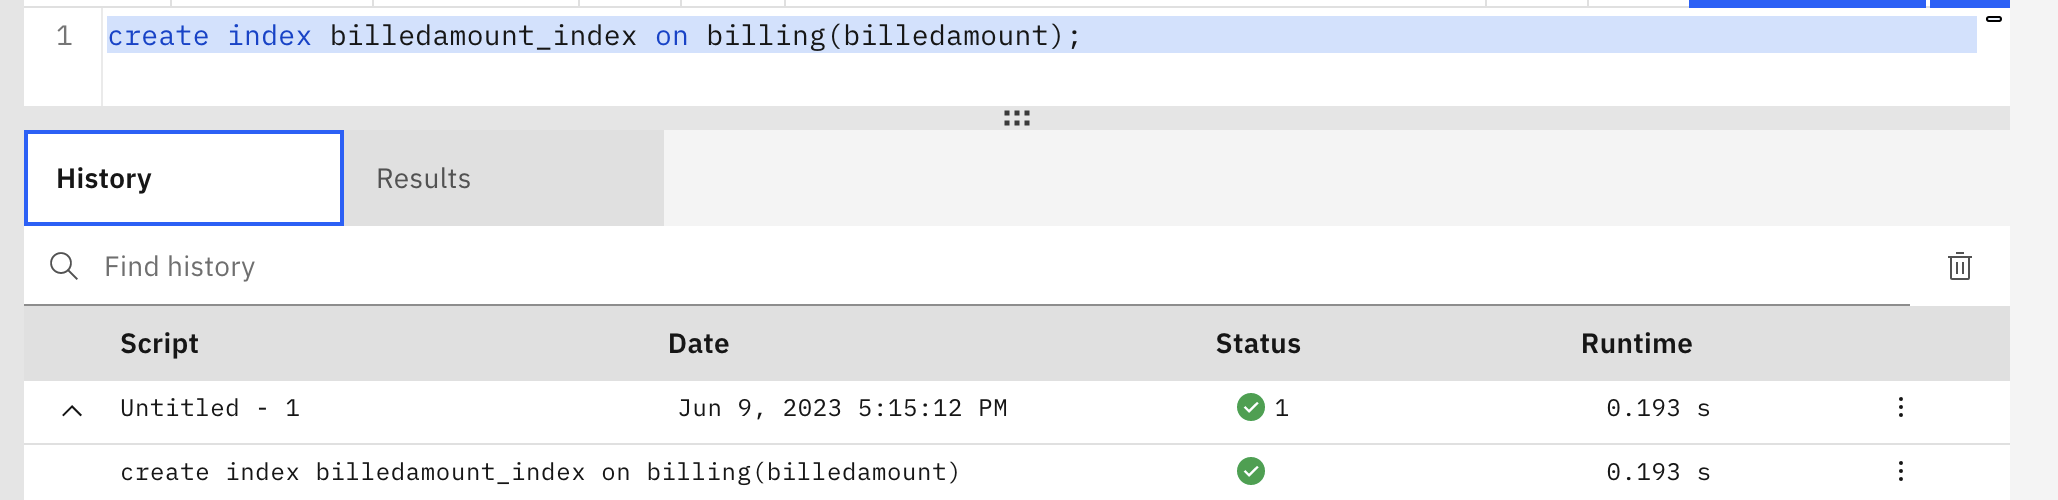 1 create index billedamount_index on billing(billedamount);
History Results
Find history
Script Date Status Runtime
Untitled - 1 Jun 9, 2023 5:15:12 PM 1 0.193 s
create index billedamount_index on billing(billedamount) 0.193 s